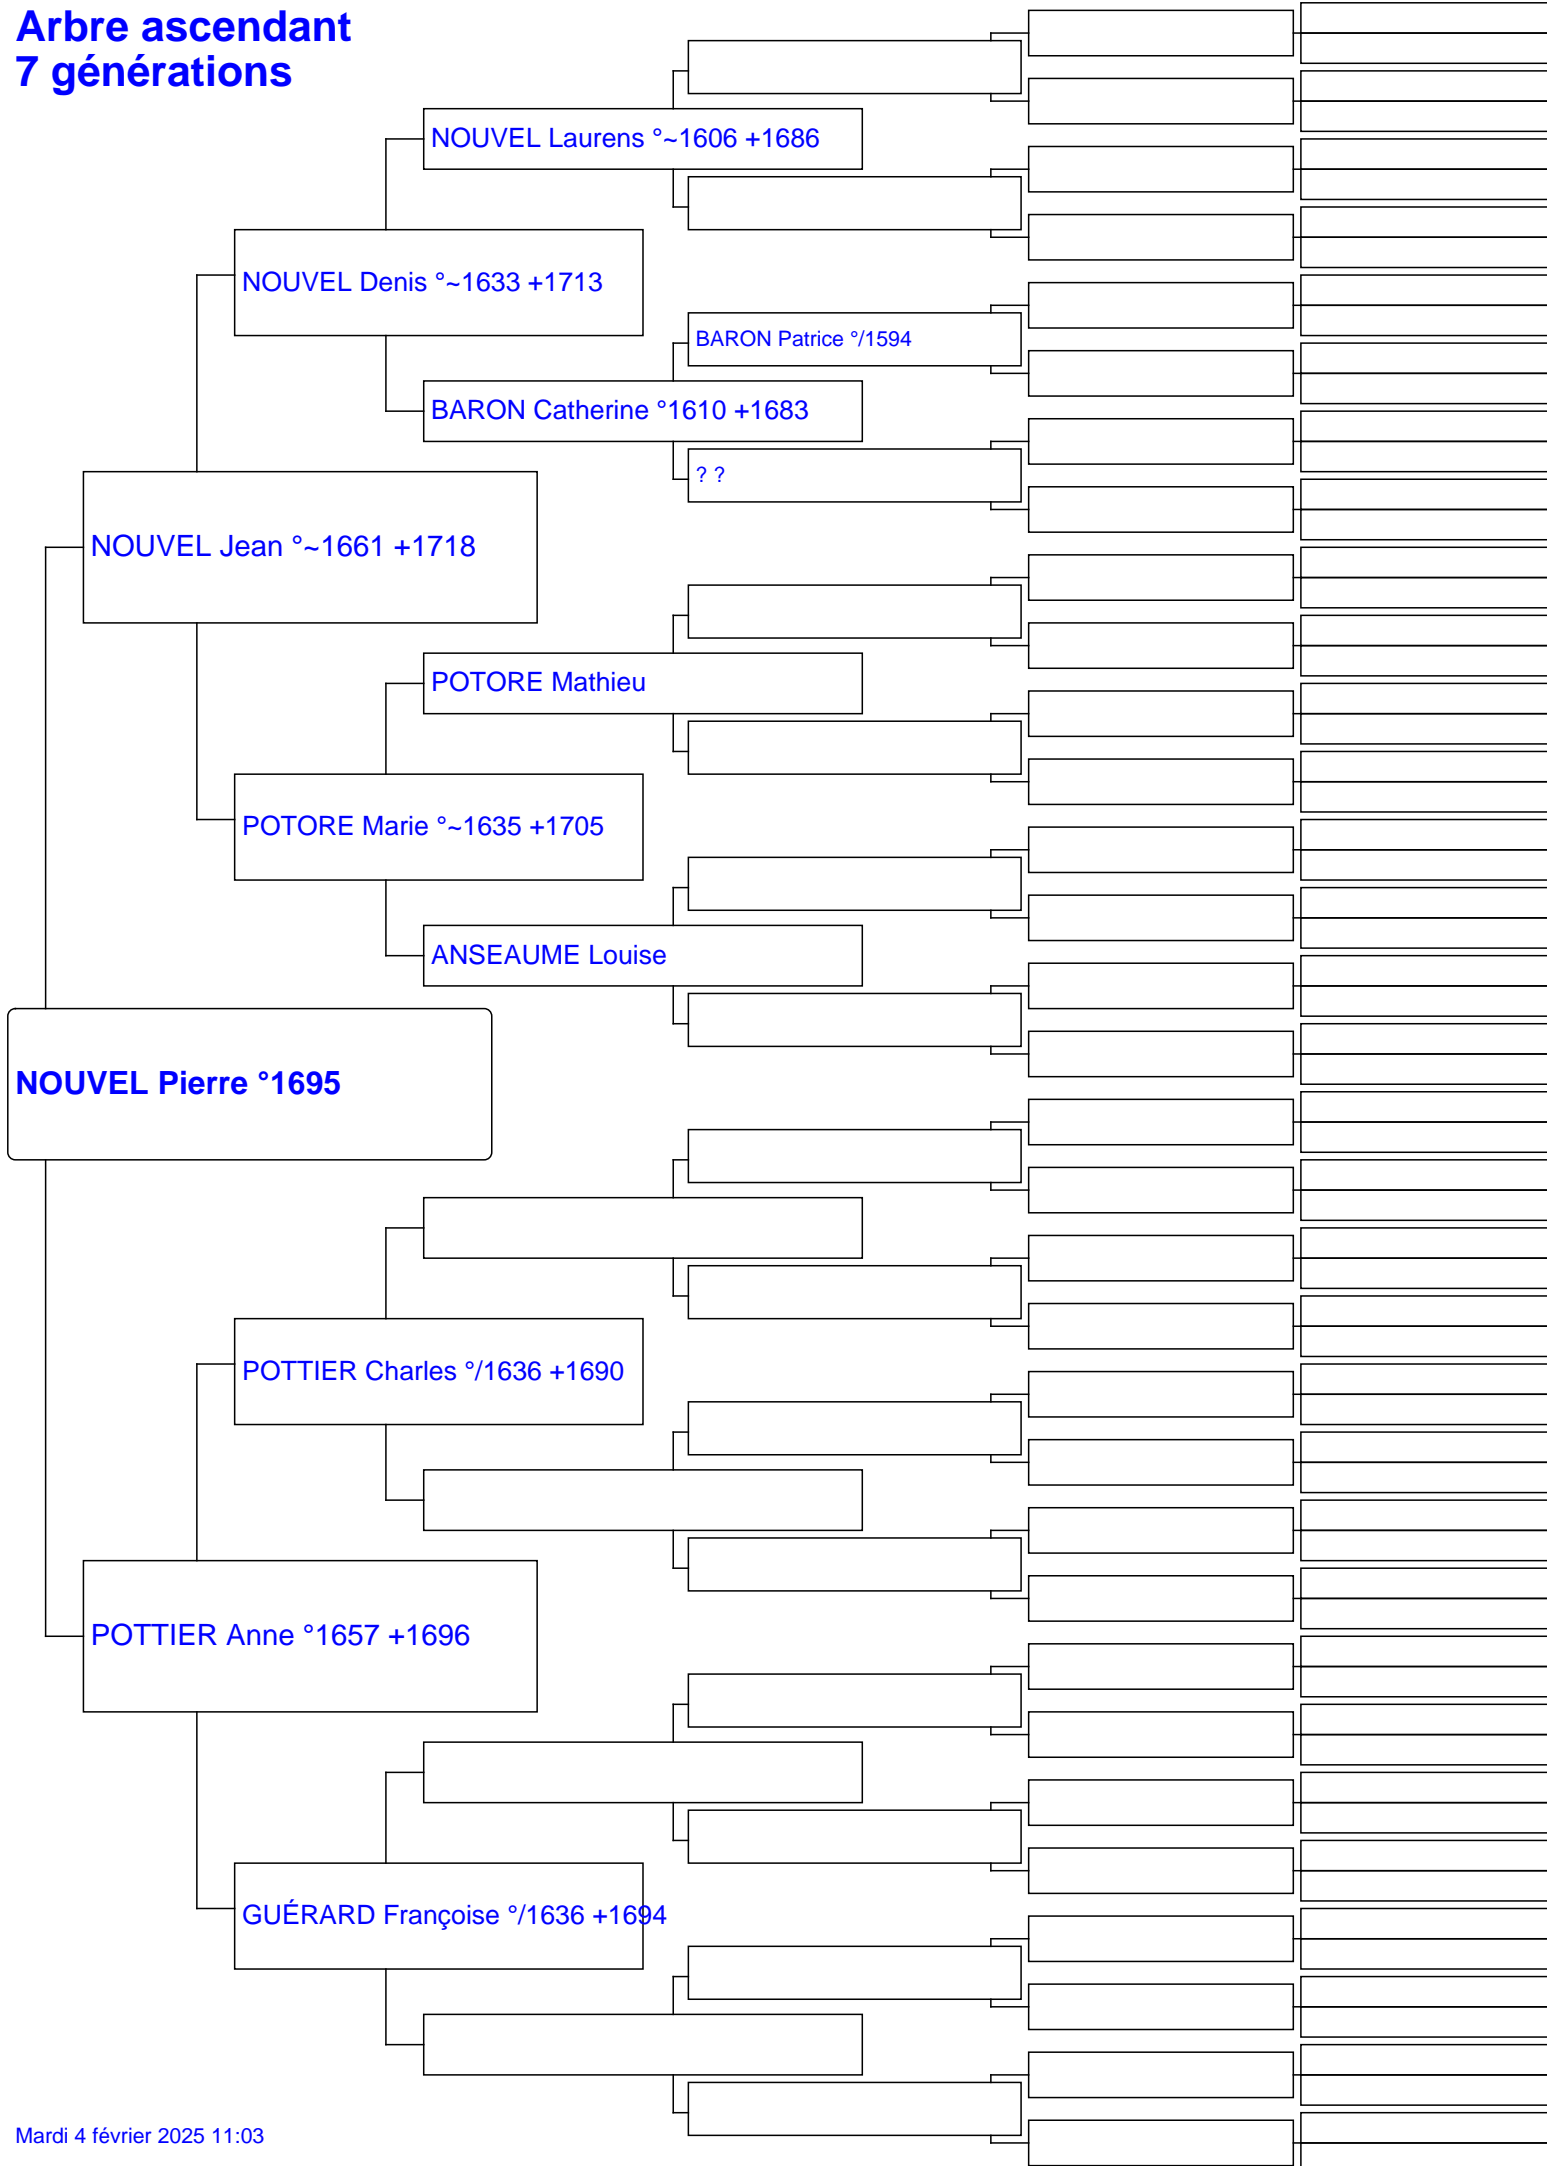 Arbre ascendant
7 générations
NOUVEL Laurens °~1606 +1686
NOUVEL Denis °~1633 +1713
BARON Patrice °/1594
BARON Catherine °1610 +1683
? ?
NOUVEL Jean °~1661 +1718
POTORE Mathieu
POTORE Marie °~1635 +1705
ANSEAUME Louise
NOUVEL Pierre °1695
POTTIER Charles °/1636 +1690
POTTIER Anne °1657 +1696
GUÉRARD Françoise °/1636 +1694
Mardi 4 février 2025 11:03